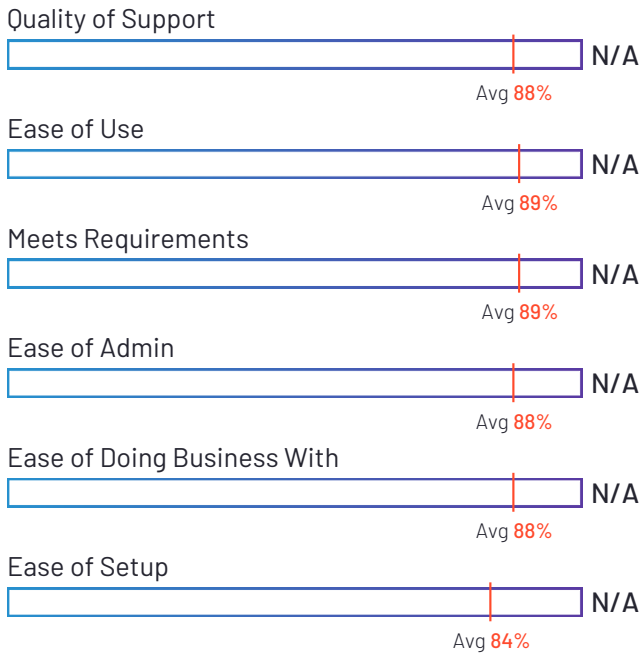 Quality of Support
N/A
Avg 88%
Ease of Use
N/A
Avg 89%
Meets Requirements
N/A
Avg 89%
Ease of Admin
N/A
Avg 88%
Ease of Doing Business With
N/A
Avg 88%
Ease of Setup
N/A
Avg 84%